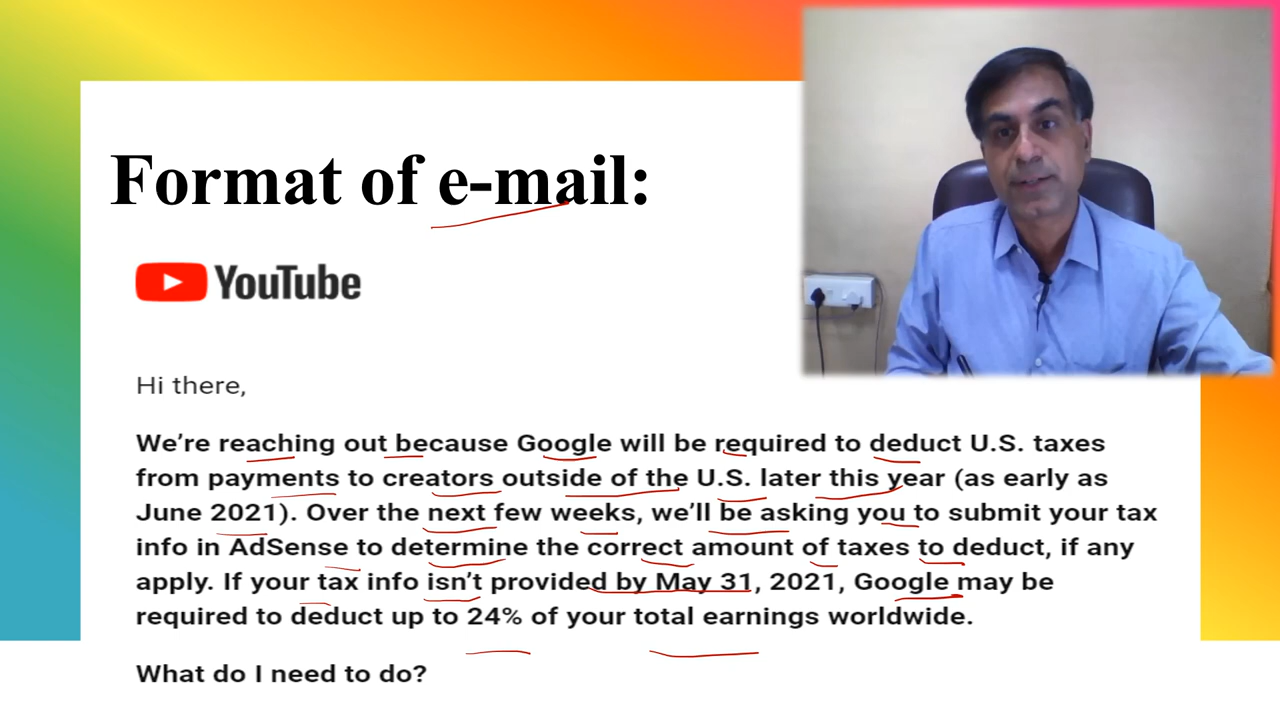 Format of e-mail:
YouTube
Hi there,
We’re reaching out because Google will be required to deduct U.S. taxes
from payments to creators outside of the U.S. later this year (as early as
June 2021). Over the next few weeks, we’ll be asking you to submit your tax
info in AdSense to determine the correct amount of taxes to deduct, if any
apply. If your tax info isn’t provided by May 31, 2021, Google may be
required to deduct up to 24% of your total earnings worldwide.
What do I need to do?